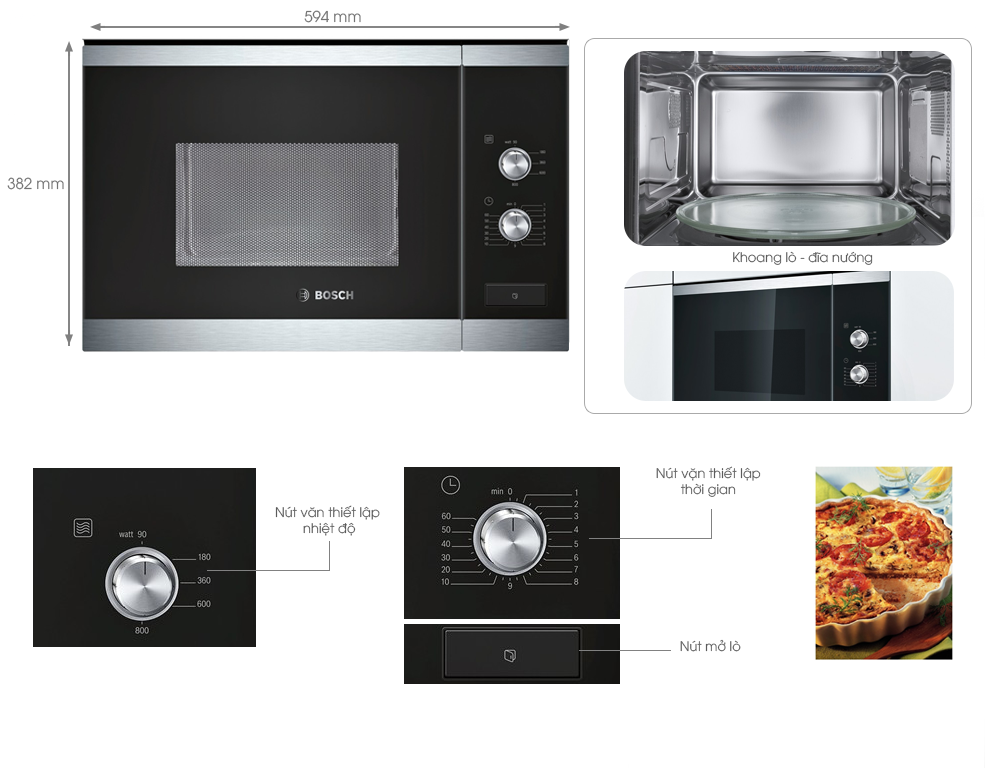 594 mm
382 mm
BOSCH
Khoang lò - đĩa nướng
Nút văn thiết lập
nhiệt độ
watt 90
180
360
600
800
Nút vặn thiết lập
thời gian
min 0
1
2
3
4
5
6
7
8
9
10
20
30
40
50
60
Nút mở lò